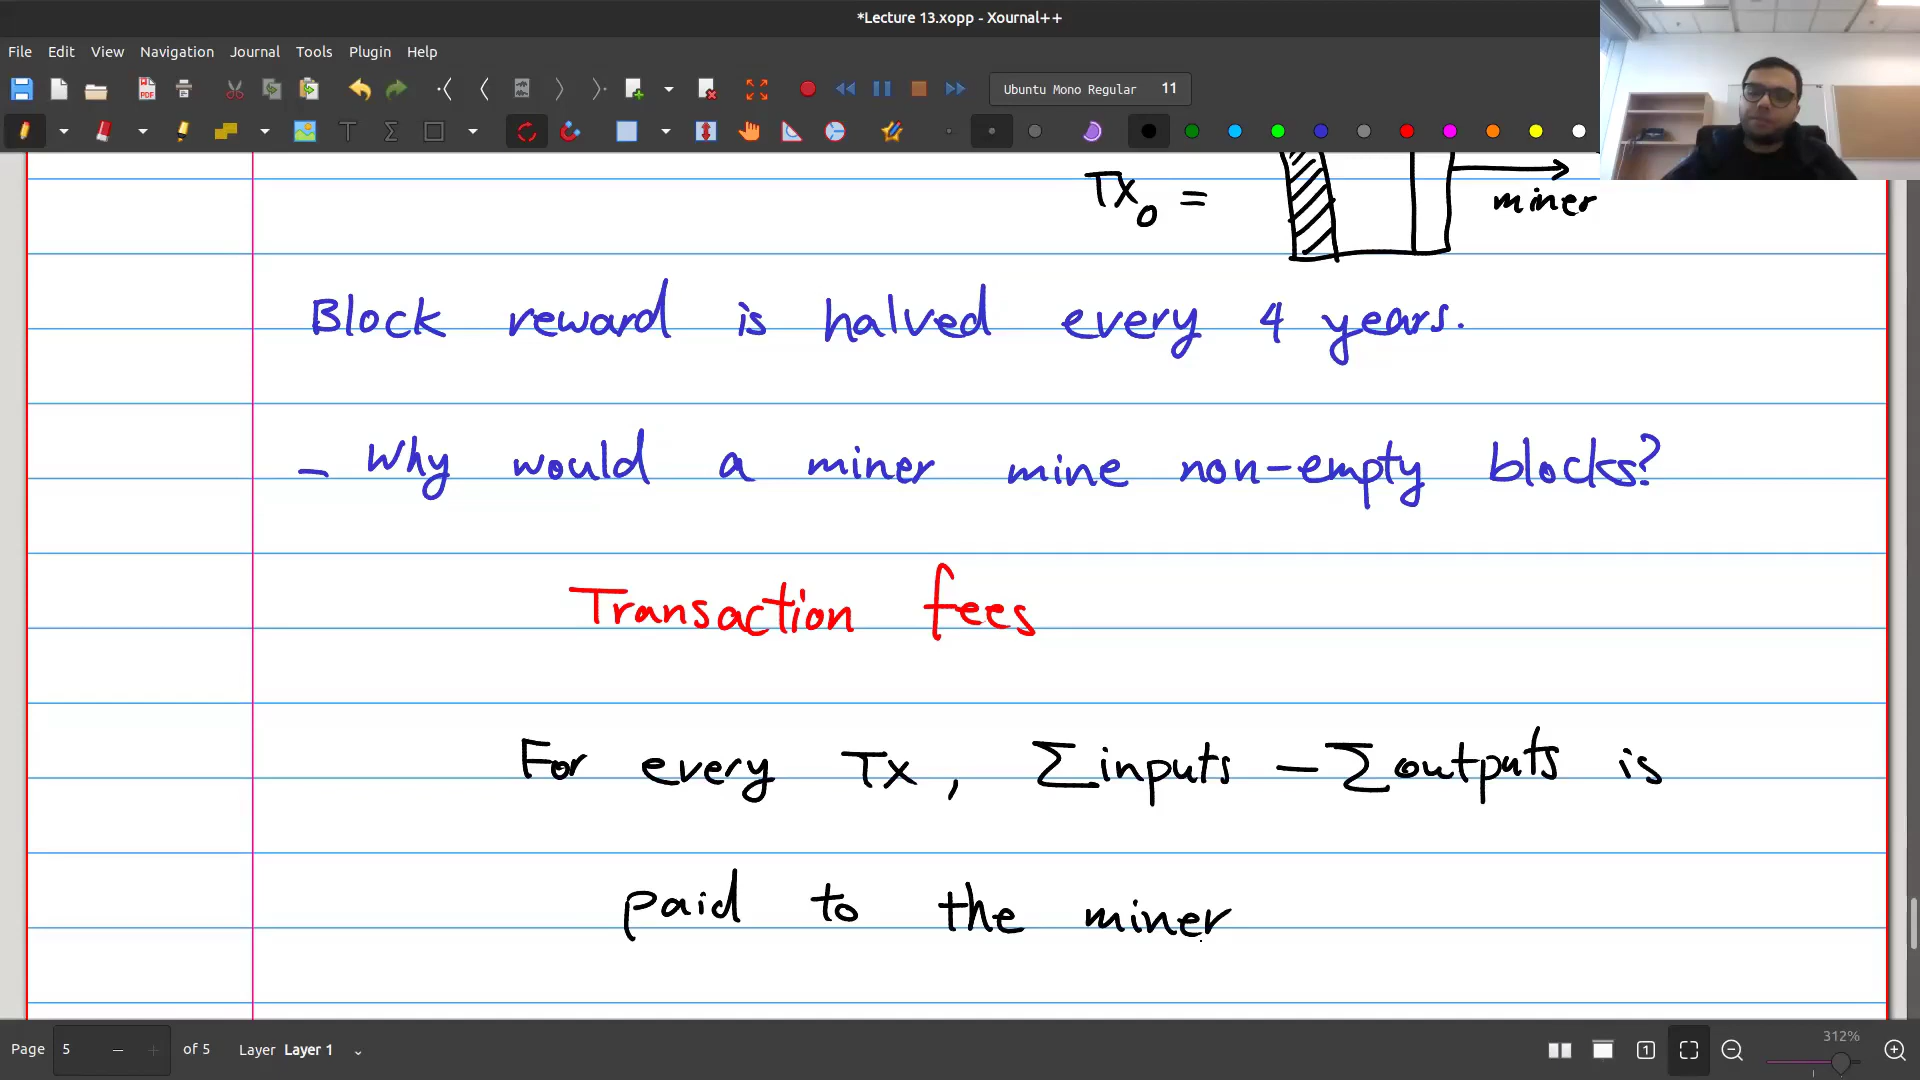 *Lecture 13.xopp - Xournal++
File Edit View Navigation Journal Tools Plugin Help
Ubuntu Mono Regular 11
Tx0 =
miner
Block reward is halved every 4 years.
- Why would a miner mine non-empty blocks?
Transaction fees
For every Tx, Σinputs - Σoutputs is
paid to the miner
Page 5 of 5 Layer Layer 1
312%